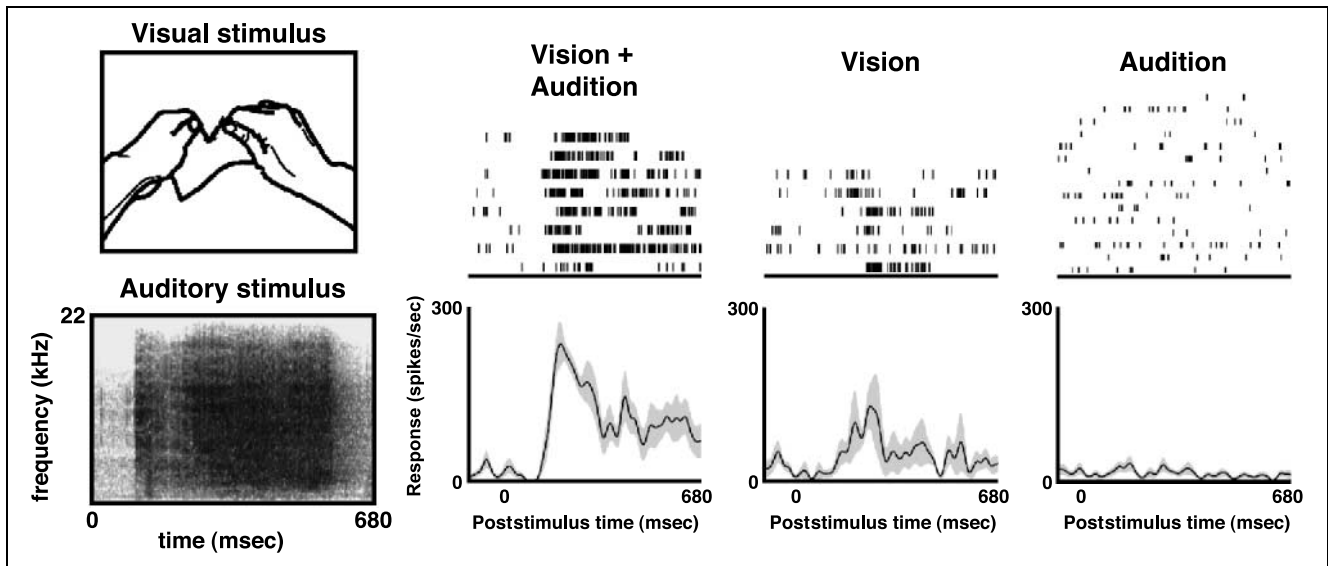 Visual stimulus
Auditory stimulus
22
frequency (kHz)
0
680
time (msec)
Vision +
Audition
Vision
Audition
300
Response (spikes/sec)
0
0
680
Poststimulus time (msec)
300
0
0
680
Poststimulus time (msec)
300
0
0
680
Poststimulus time (msec)